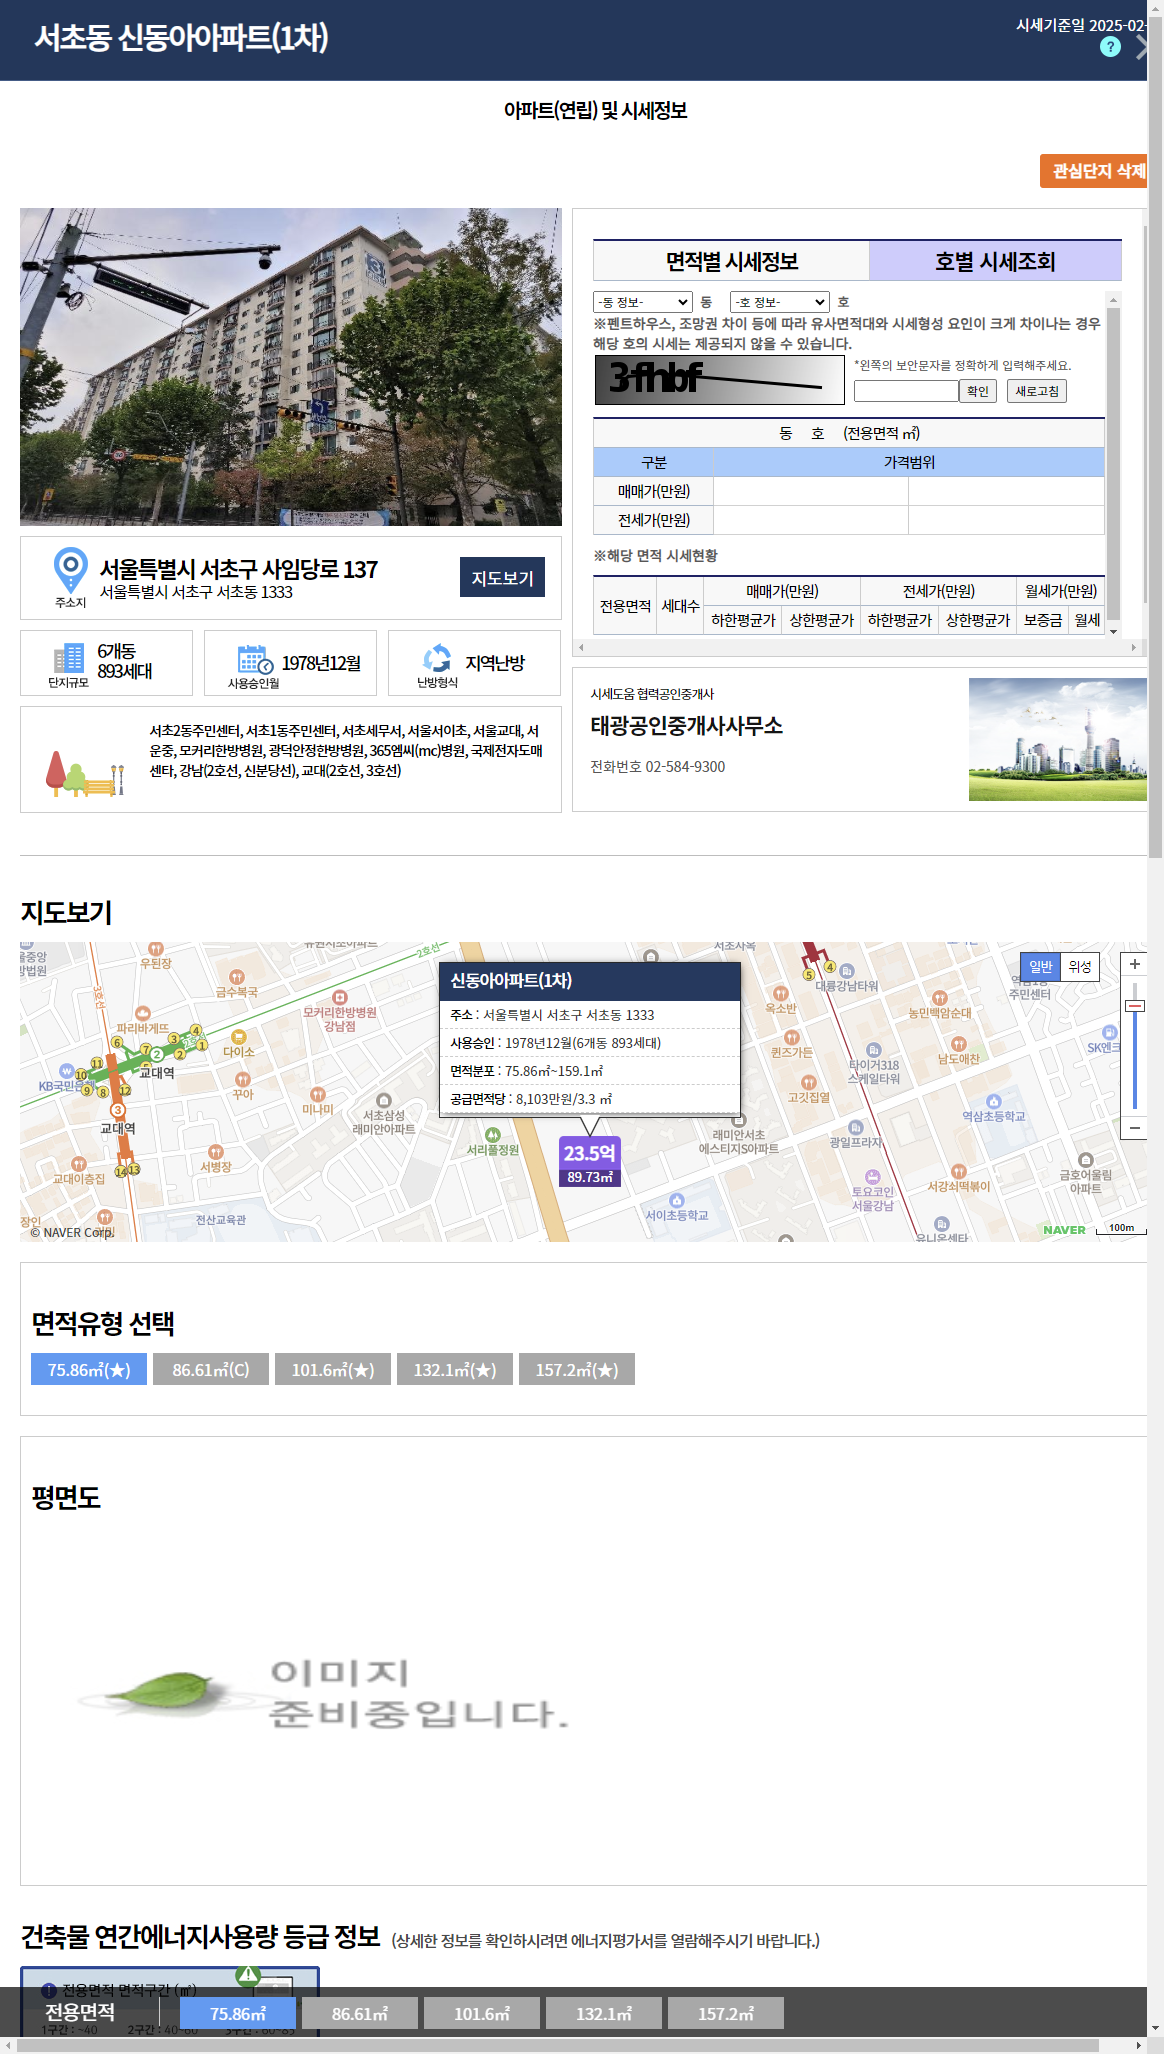 서초동 신동아아파트(1차)
시세기준일 2025-02-
?
아파트(연립) 및 시세정보
관심단지 삭제
서울특별시 서초구 사임당로 137
서울특별시 서초구 서초동 1333
주소지
지도보기
6개동
893세대
단지규모
1978년12월
사용승인월
지역난방
난방형식
서초2동주민센터, 서초1동주민센터, 서초세무서, 서울서이초, 서울교대, 서
운중, 모커리한방병원, 광덕안정한방병원, 365엠씨(mc)병원, 국제전자도매
센타, 강남(2호선, 신분당선), 교대(2호선, 3호선)
면적별 시세정보
호별 시세조회
-동 정보- 동 -호 정보- 호
※펜트하우스, 조망권 차이 등에 따라 유사면적대와 시세형성 요인이 크게 차이나는 경우
해당 호의 시세는 제공되지 않을 수 있습니다.
3fhbf
*왼쪽의 보안문자를 정확하게 입력해주세요.
확인 새로고침
동 호 (전용면적 ㎡)
구분 가격범위
매매가(만원)
전세가(만원)
※해당 면적 시세현황
전용면적 세대수 매매가(만원) 전세가(만원) 월세가(만원)
하한평균가 상한평균가 하한평균가 상한평균가 보증금 월세
시세도움 협력공인중개사
태광공인중개사사무소
전화번호 02-584-9300
지도보기
우된장
금수복국
3호선
2호선
모커리한방병원
강남점
파리바게뜨
다이소
KB국민은행
교대역
교대역
꾸아
미나미
서초삼성
래미안아파트
서병장
교대이층집
전산교육관
서리풀정원
© NAVER Corp.
신동아아파트(1차)
주소 : 서울특별시 서초구 서초동 1333
사용승인 : 1978년12월(6개동 893세대)
면적분포 : 75.86㎡~159.1㎡
공급면적당 : 8,103만원/3.3 ㎡
23.5억
89.73㎡
대륭강남타워
옥소반
농민백암순대
퀸즈가든
타이거318
스케일타워
남도애찬
고깃집열
역삼초등학교
광일프라자
래미안서초
에스티지S아파트
토요코인
서울강남
서강쇠떡볶이
금호어울림
아파트
서이초등학교
주민센터
SK엔크
일반 위성
NAVER
100m
면적유형 선택
75.86㎡(★) 86.61㎡(C) 101.6㎡(★) 132.1㎡(★) 157.2㎡(★)
평면도
이미지
준비중입니다.
건축물 연간에너지사용량 등급 정보 (상세한 정보를 확인하시려면 에너지평가서를 열람해주시기 바랍니다.)
전용면적 면적구간 (㎡)
1구간 : ~40 2구간 : 40~60 3구간 : 60~85
전용면적 75.86㎡ 86.61㎡ 101.6㎡ 132.1㎡ 157.2㎡